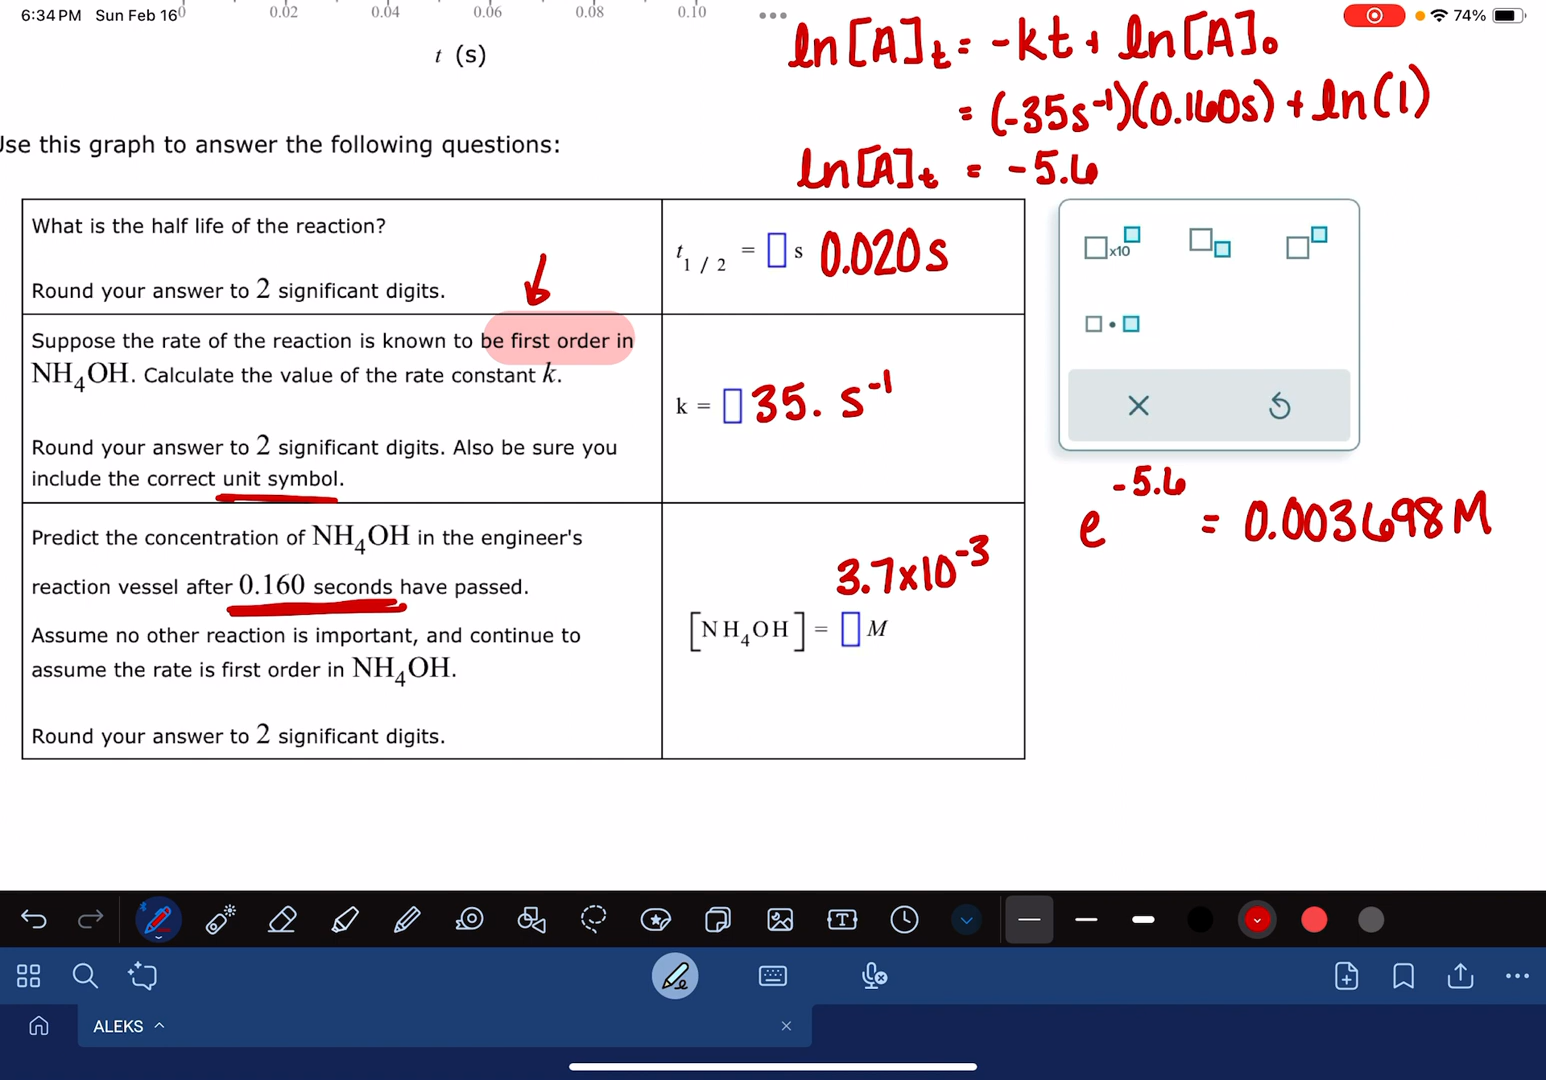 6:34 PM Sun Feb 16
74%
0 0.02 0.04 0.06 0.08 0.10
t (s)
ln[A]t = -kt + ln[A]0
= (-35s⁻¹)(0.160s) + ln(1)
ln[A]t = -5.6
Use this graph to answer the following questions:
What is the half life of the reaction?
Round your answer to 2 significant digits.
t1/2 = □ s 0.020s
Suppose the rate of the reaction is known to be first order in
NH4OH. Calculate the value of the rate constant k.
Round your answer to 2 significant digits. Also be sure you
include the correct unit symbol.
k = □ 35. s⁻¹
Predict the concentration of NH4OH in the engineer's
reaction vessel after 0.160 seconds have passed.
Assume no other reaction is important, and continue to
assume the rate is first order in NH4OH.
Round your answer to 2 significant digits.
3.7x10⁻³
[NH4OH] = □ M
□x10□
e⁻⁵·⁶ = 0.003698M
ALEKS